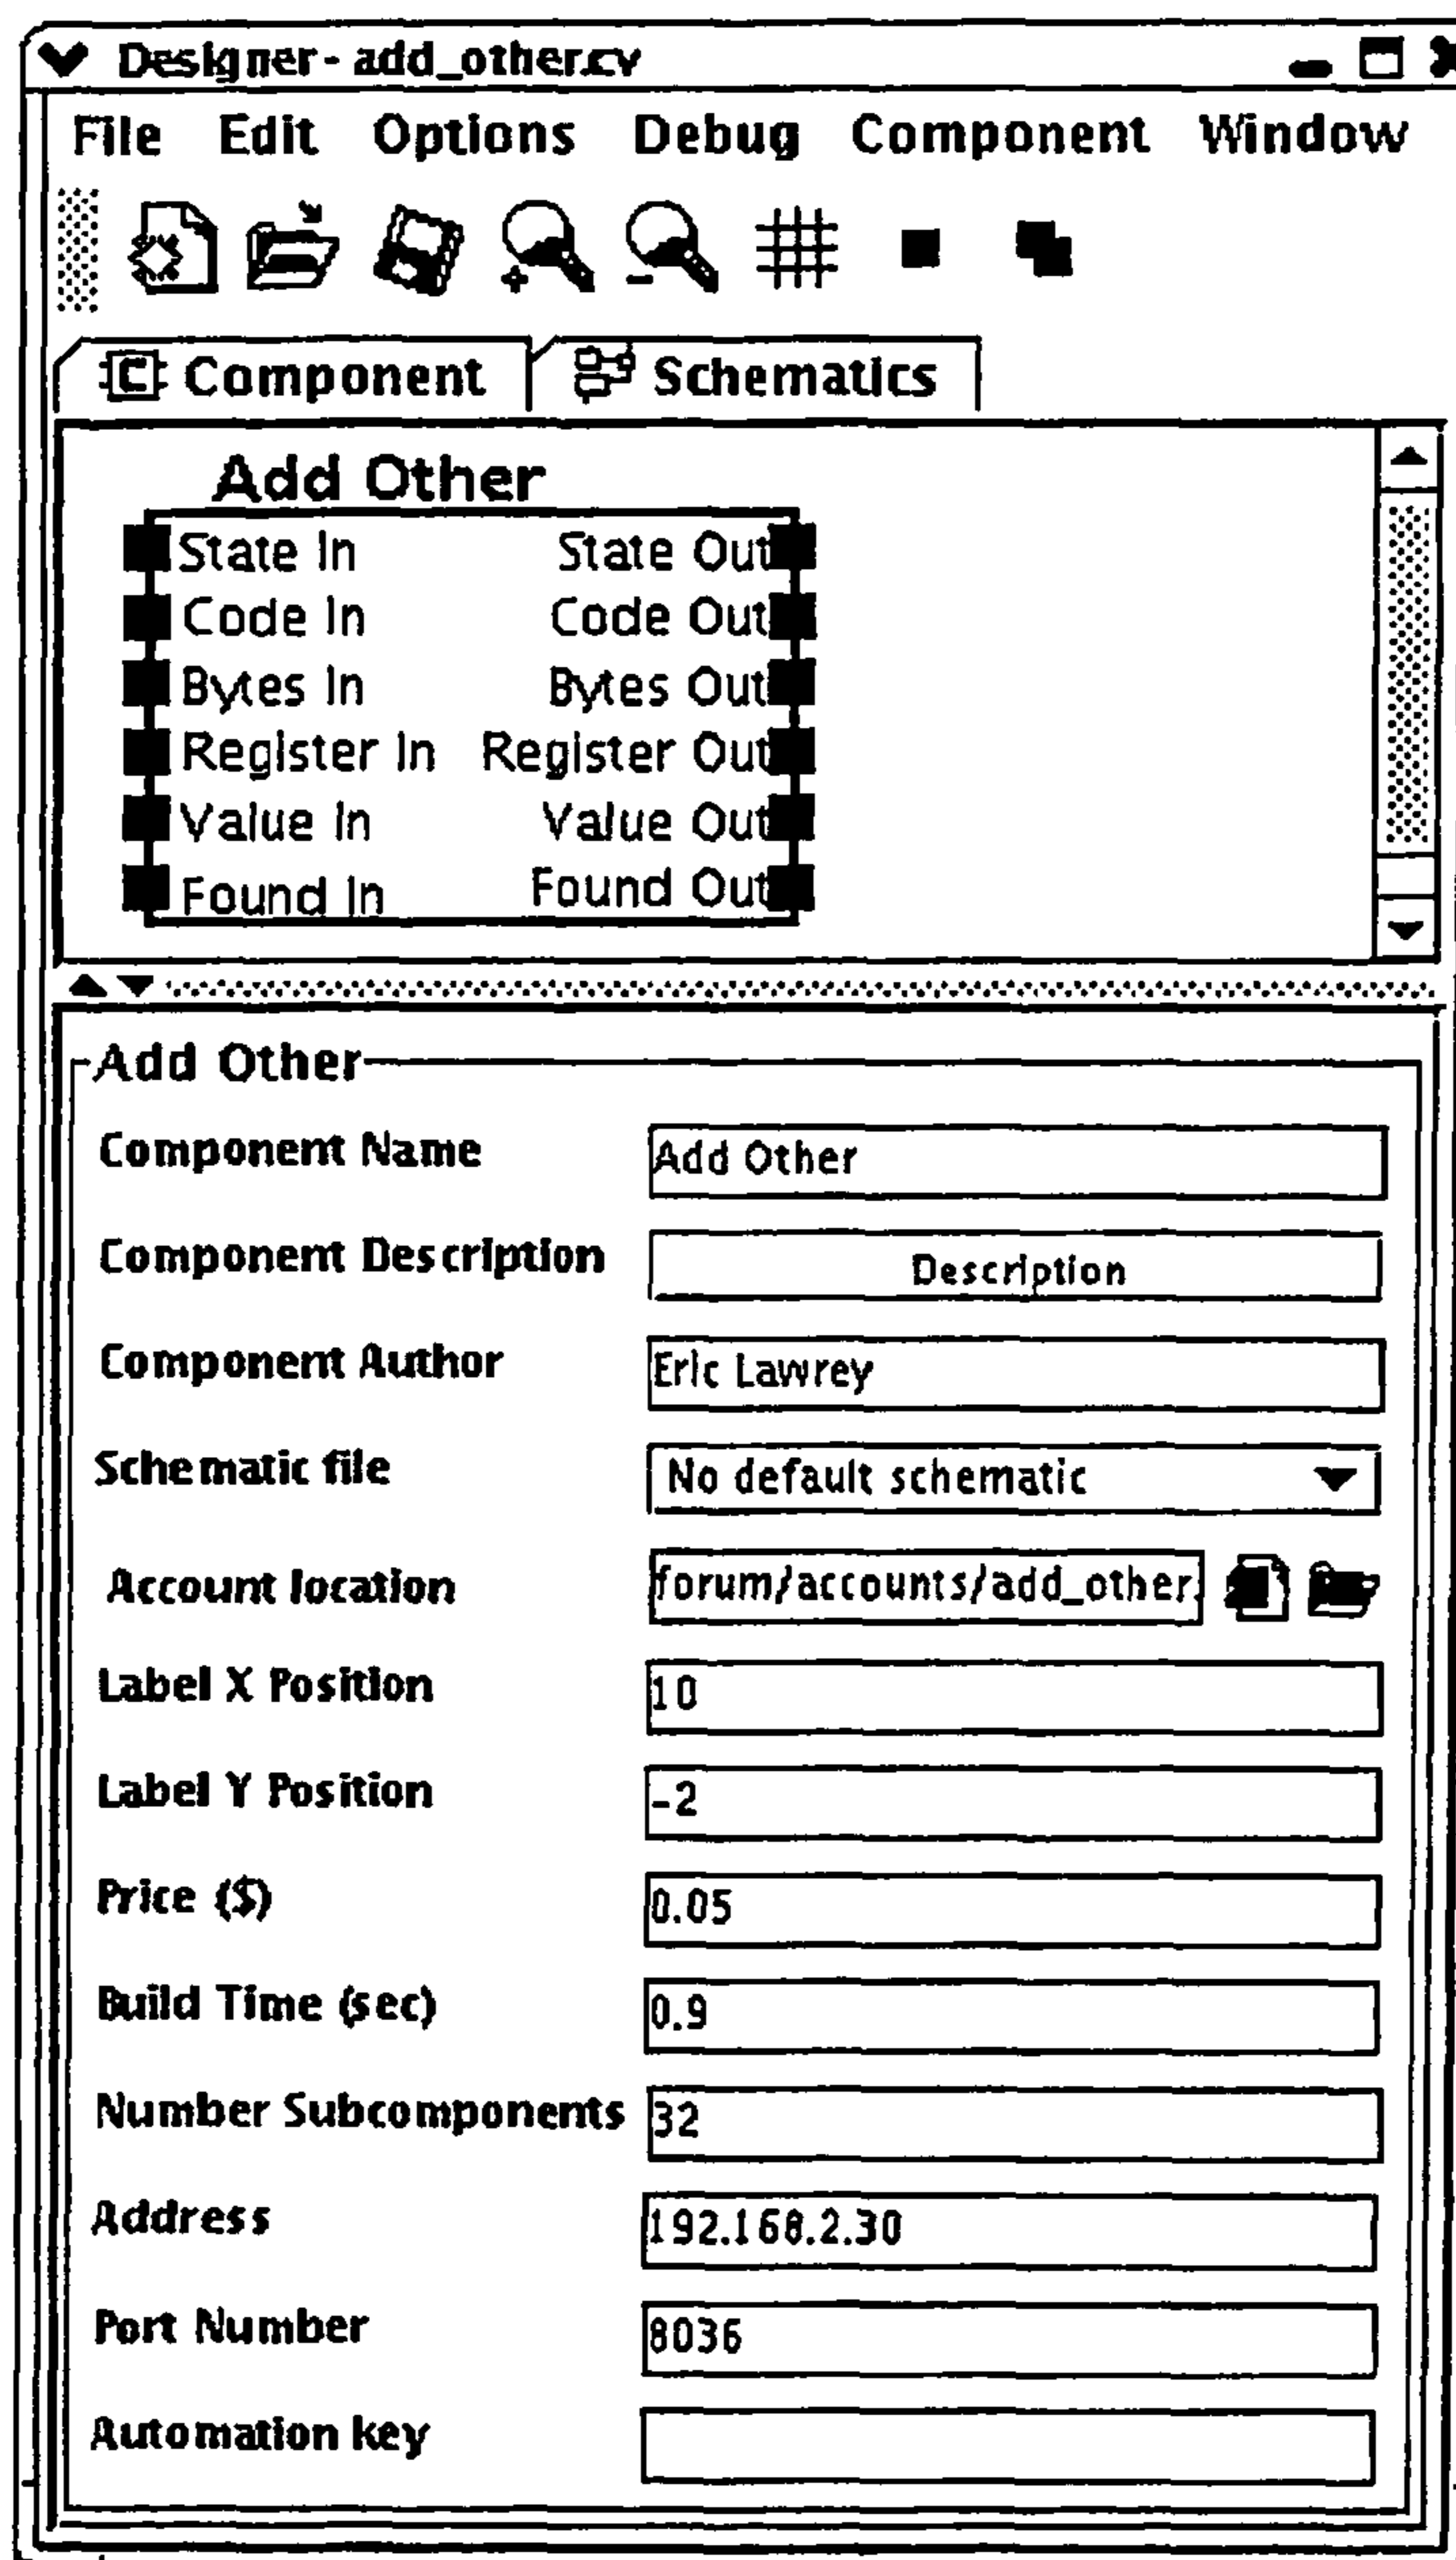 Designer - add_other.cv
File Edit Options Debug Component Window
Component Schematics
Add Other
State In State Out
Code In Code Out
Bytes In Bytes Out
Register In Register Out
Value In Value Out
Found In Found Out
Add Other
Component Name Add Other
Component Description Description
Component Author Eric Lawrey
Schematic file No default schematic
Account location forum/accounts/add_other.
Label X Position 10
Label Y Position -2
Price ($) 0.05
Build Time (sec) 0.9
Number Subcomponents 32
Address 192.168.2.30
Port Number 8036
Automation key